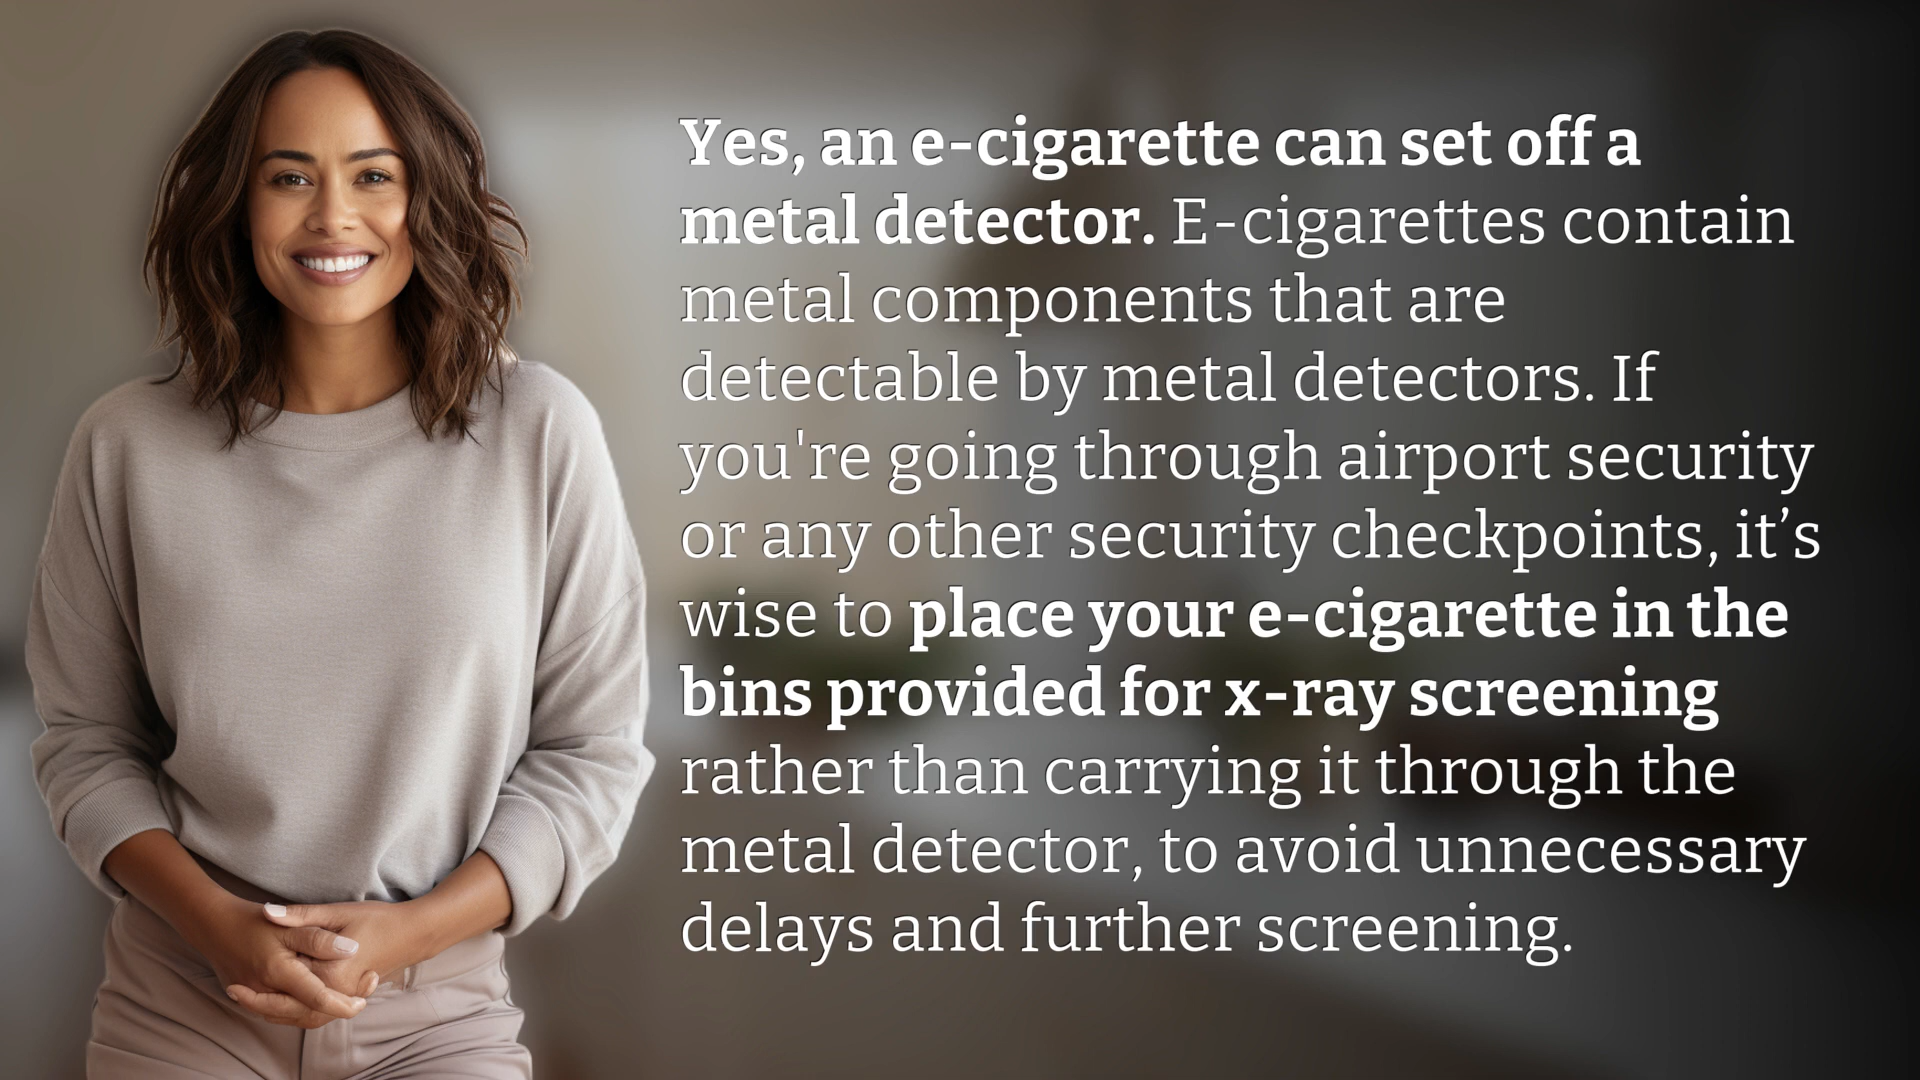 Yes, an e-cigarette can set off a
metal detector. E-cigarettes contain
metal components that are
detectable by metal detectors. If
you're going through airport security
or any other security checkpoints, it’s
wise to place your e-cigarette in the
bins provided for x-ray screening
rather than carrying it through the
metal detector, to avoid unnecessary
delays and further screening.